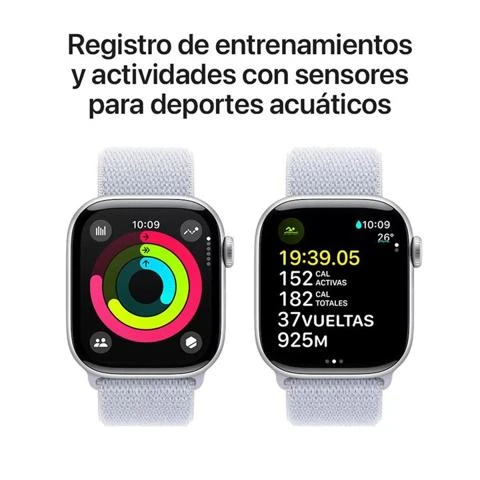 Registro de entrenamientos
y actividades con sensores
para deportes acuáticos
10:09
10:09
26°
19:39.05
152 CAL ACTIVAS
182 CAL TOTALES
37VUELTAS
925M